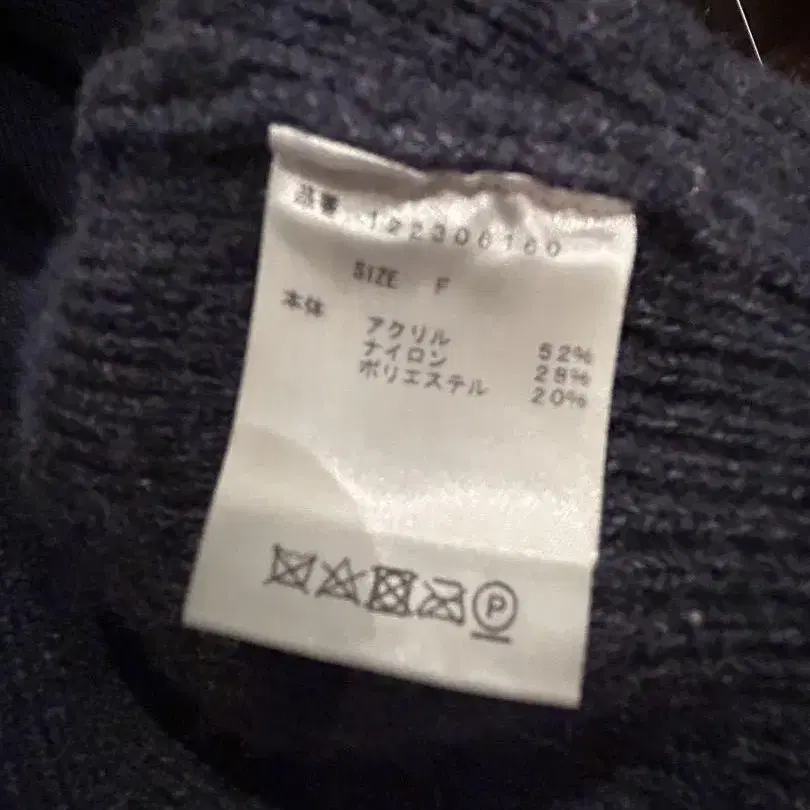 品番 122306160
SIZE F
本体
アクリル 52%
ナイロン 28%
ポリエステル 20%
P